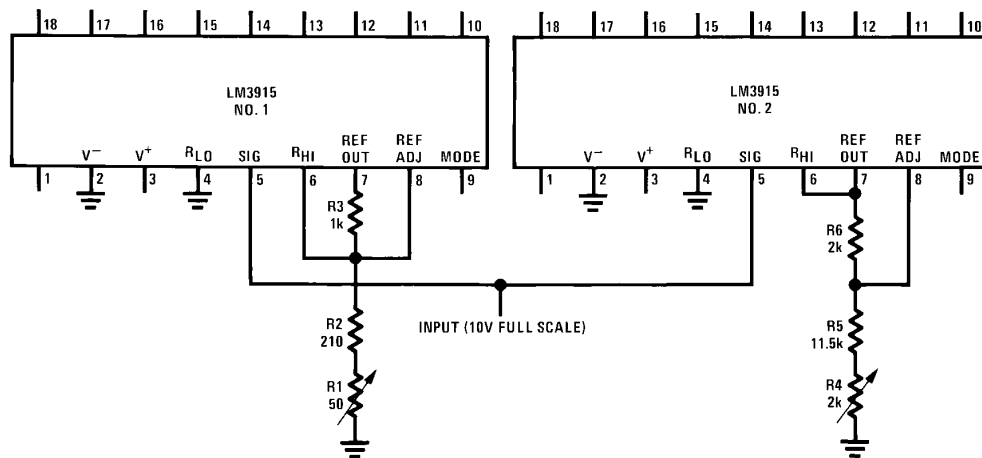 18 17 16 15 14 13 12 11 10
18 17 16 15 14 13 12 11 10
LM3915
NO. 1
LM3915
NO. 2
V− V+ RLO SIG RHI REF OUT REF ADJ MODE
V− V+ RLO SIG RHI REF OUT REF ADJ MODE
1 2 3 4 5 6 7 8 9
1 2 3 4 5 6 7 8 9
R3
1k
R6
2k
INPUT (10V FULL SCALE)
R2
210
R5
11.5k
R1
50
R4
2k